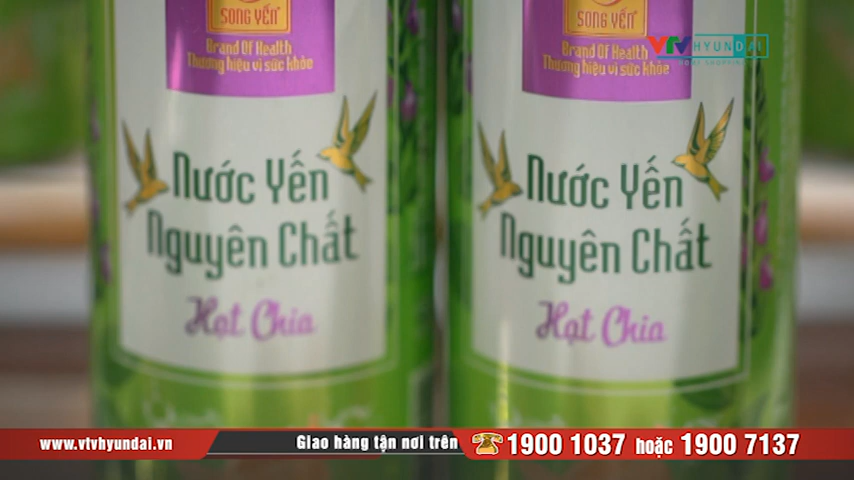 SONG YẾN
Brand Of Health
Thương hiệu vì sức khỏe
Nước Yến
Nguyên Chất
Hạt Chia
SONG YẾN
Brand Of Health
Thương hiệu vì sức khỏe
Nước Yến
Nguyên Chất
Hạt Chia
VTV HYUNDAI
www.vtvhyundai.vn
Giao hàng tận nơi trên
1900 1037 hoặc 1900 7137